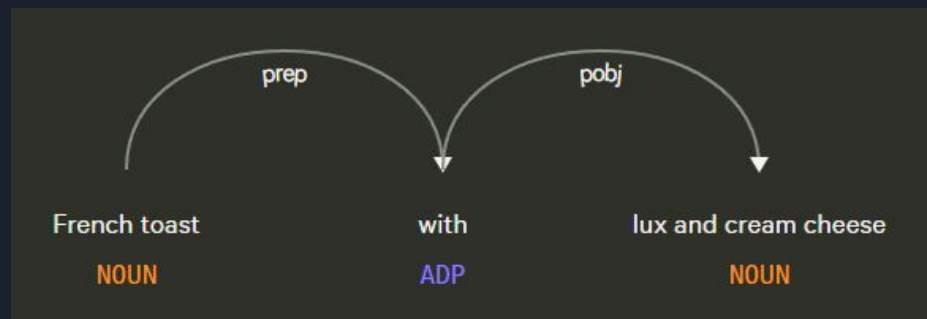 prep pobj
French toast with lux and cream cheese
NOUN ADP NOUN